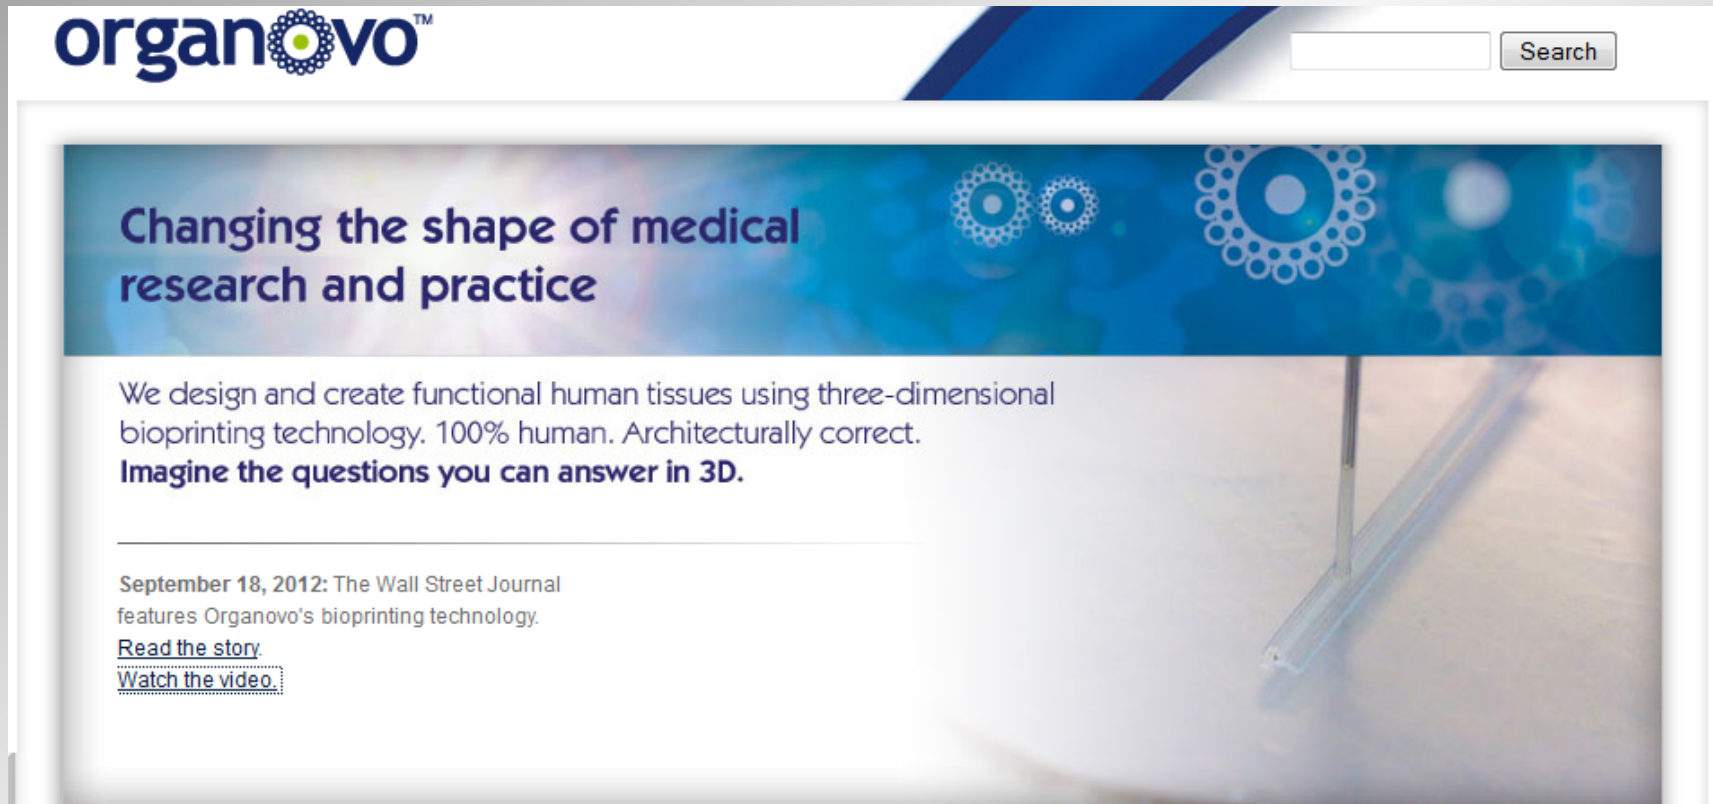 organovo™
Search
Changing the shape of medical
research and practice
We design and create functional human tissues using three-dimensional
bioprinting technology. 100% human. Architecturally correct.
Imagine the questions you can answer in 3D.
September 18, 2012: The Wall Street Journal
features Organovo's bioprinting technology.
Read the story.
Watch the video.